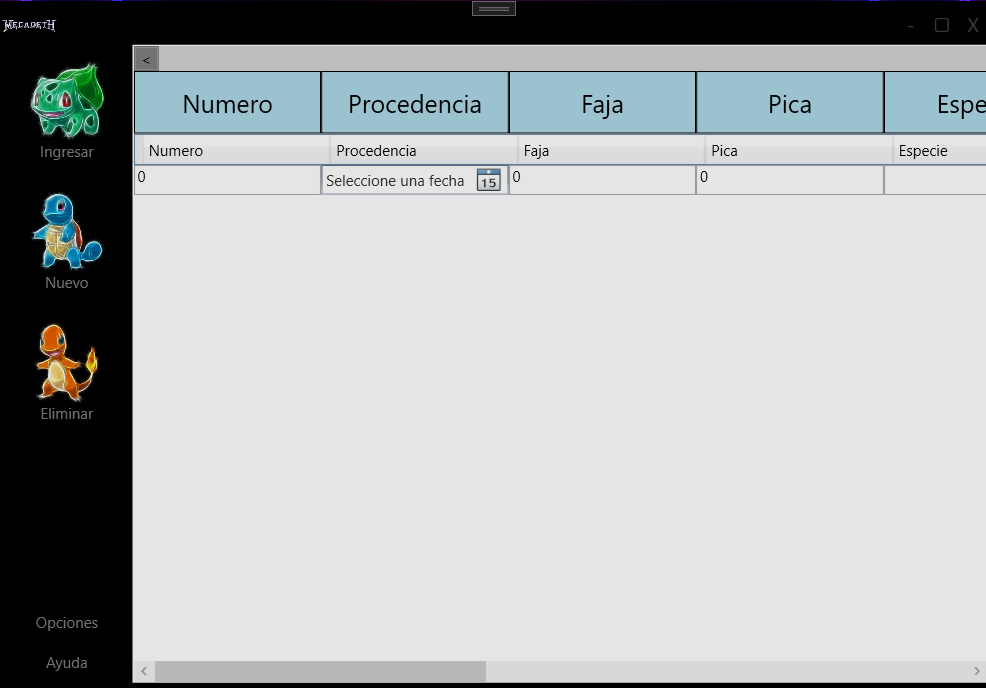 MEGADETH
- X
Ingresar
Nuevo
Eliminar
Opciones
Ayuda
<
Numero Procedencia Faja Pica Espe
Numero Procedencia Faja Pica Especie
0 Seleccione una fecha 15 0 0